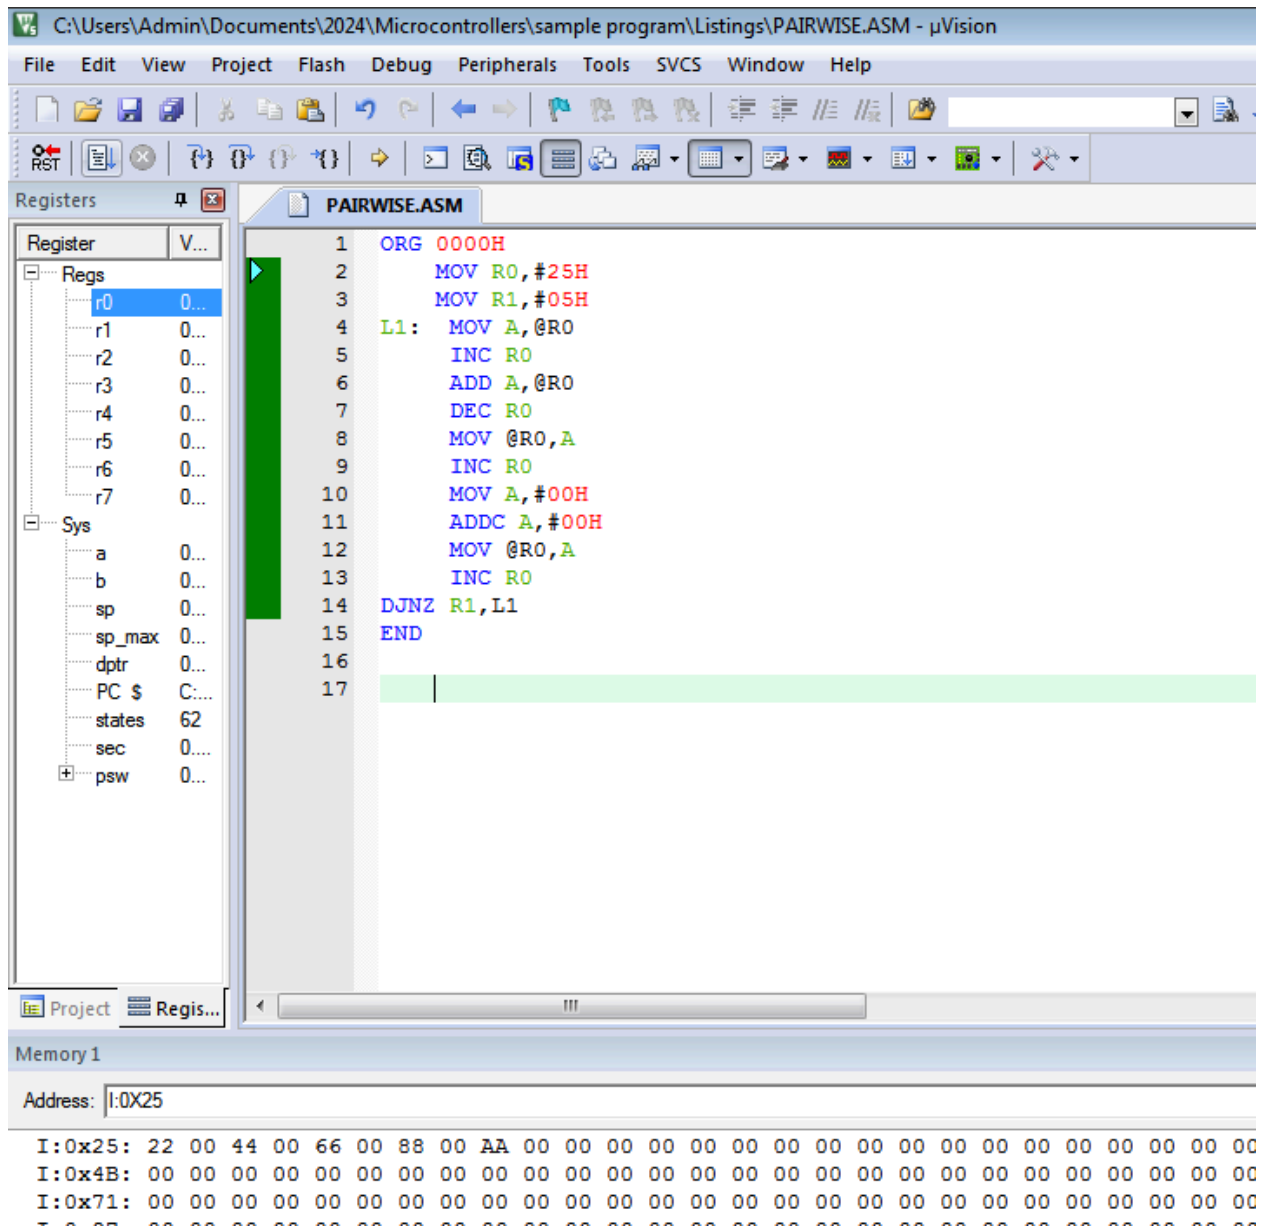 C:\Users\Admin\Documents\2024\Microcontrollers\sample program\Listings\PAIRWISE.ASM - µVision
File Edit View Project Flash Debug Peripherals Tools SVCS Window Help
RST
Registers
PAIRWISE.ASM
Register V...
Regs
r0 0...
r1 0...
r2 0...
r3 0...
r4 0...
r5 0...
r6 0...
r7 0...
Sys
a 0...
b 0...
sp 0...
sp_max 0...
dptr 0...
PC $ C:...
states 62
sec 0....
psw 0...
1 ORG 0000H
2 MOV R0,#25H
3 MOV R1,#05H
4 L1: MOV A,@R0
5 INC R0
6 ADD A,@R0
7 DEC R0
8 MOV @R0,A
9 INC R0
10 MOV A,#00H
11 ADDC A,#00H
12 MOV @R0,A
13 INC R0
14 DJNZ R1,L1
15 END
16
17
Project Regis...
Memory 1
Address: I:0X25
I:0x25: 22 00 44 00 66 00 88 00 AA 00 00 00 00 00 00 00 00 00 00 00 00 00 00 00 00 00 00
I:0x4B: 00 00 00 00 00 00 00 00 00 00 00 00 00 00 00 00 00 00 00 00 00 00 00 00 00 00 00
I:0x71: 00 00 00 00 00 00 00 00 00 00 00 00 00 00 00 00 00 00 00 00 00 00 00 00 00 00 00